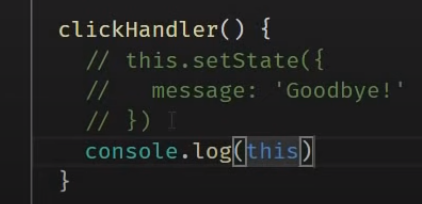 clickHandler() {
// this.setState({
//   message: 'Goodbye!'
// })
console.log(this)
}